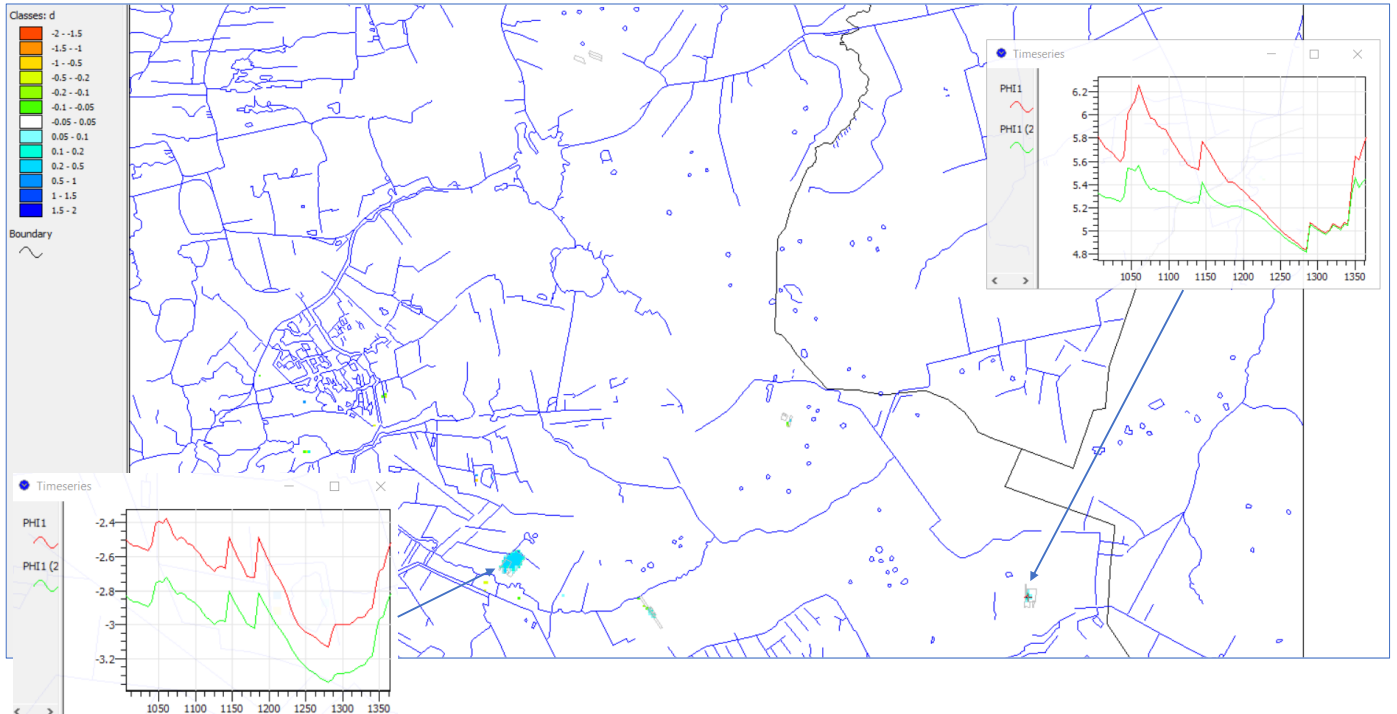 Classes: d
-2 - -1.5
-1.5 - -1
-1 - -0.5
-0.5 - -0.2
-0.2 - -0.1
-0.1 - -0.05
-0.05 - 0.05
0.05 - 0.1
0.1 - 0.2
0.2 - 0.5
0.5 - 1
1 - 1.5
1.5 - 2
Boundary
Timeseries
PHI1
PHI1 (2
6.2
6
5.8
5.6
5.4
5.2
5
4.8
1050 1100 1150 1200 1250 1300 1350
Timeseries
PHI1
PHI1 (2
-2.4
-2.6
-2.8
-3
-3.2
1050 1100 1150 1200 1250 1300 1350